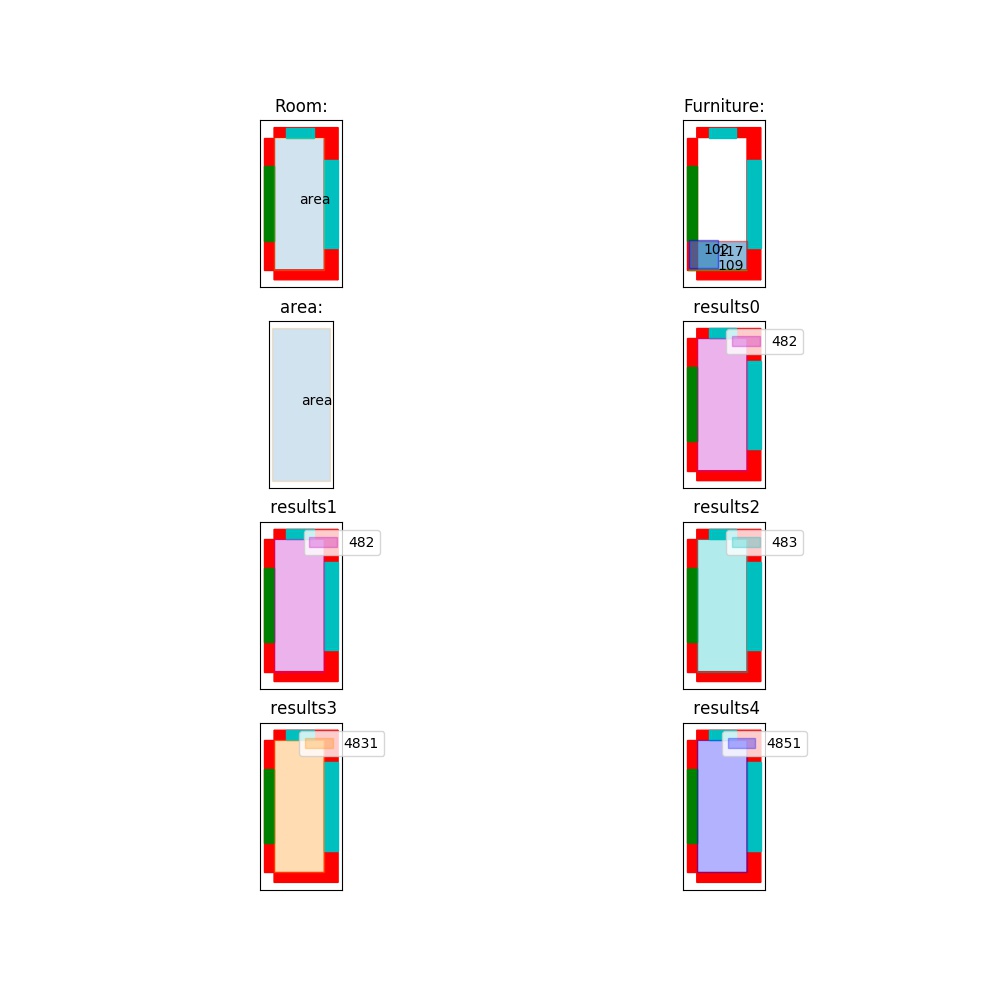 Room:
Furniture:
area
102
117
109
area:
results0
area
482
results1
results2
482
483
results3
results4
4831
4851